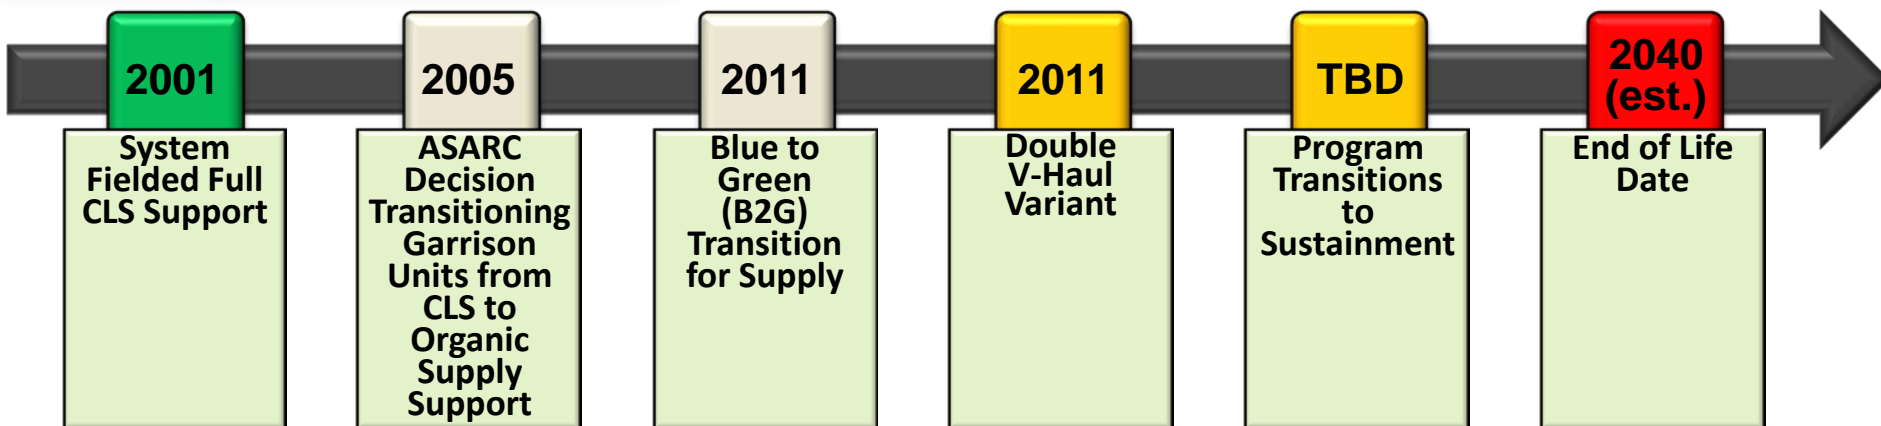 2001
System
Fielded Full
CLS Support
2005
ASARC
Decision
Transitioning
Garrison
Units from
CLS to
Organic
Supply
Support
2011
Blue to
Green
(B2G)
Transition
for Supply
2011
Double
V-Haul
Variant
TBD
Program
Transitions
to
Sustainment
2040
(est.)
End of Life
Date